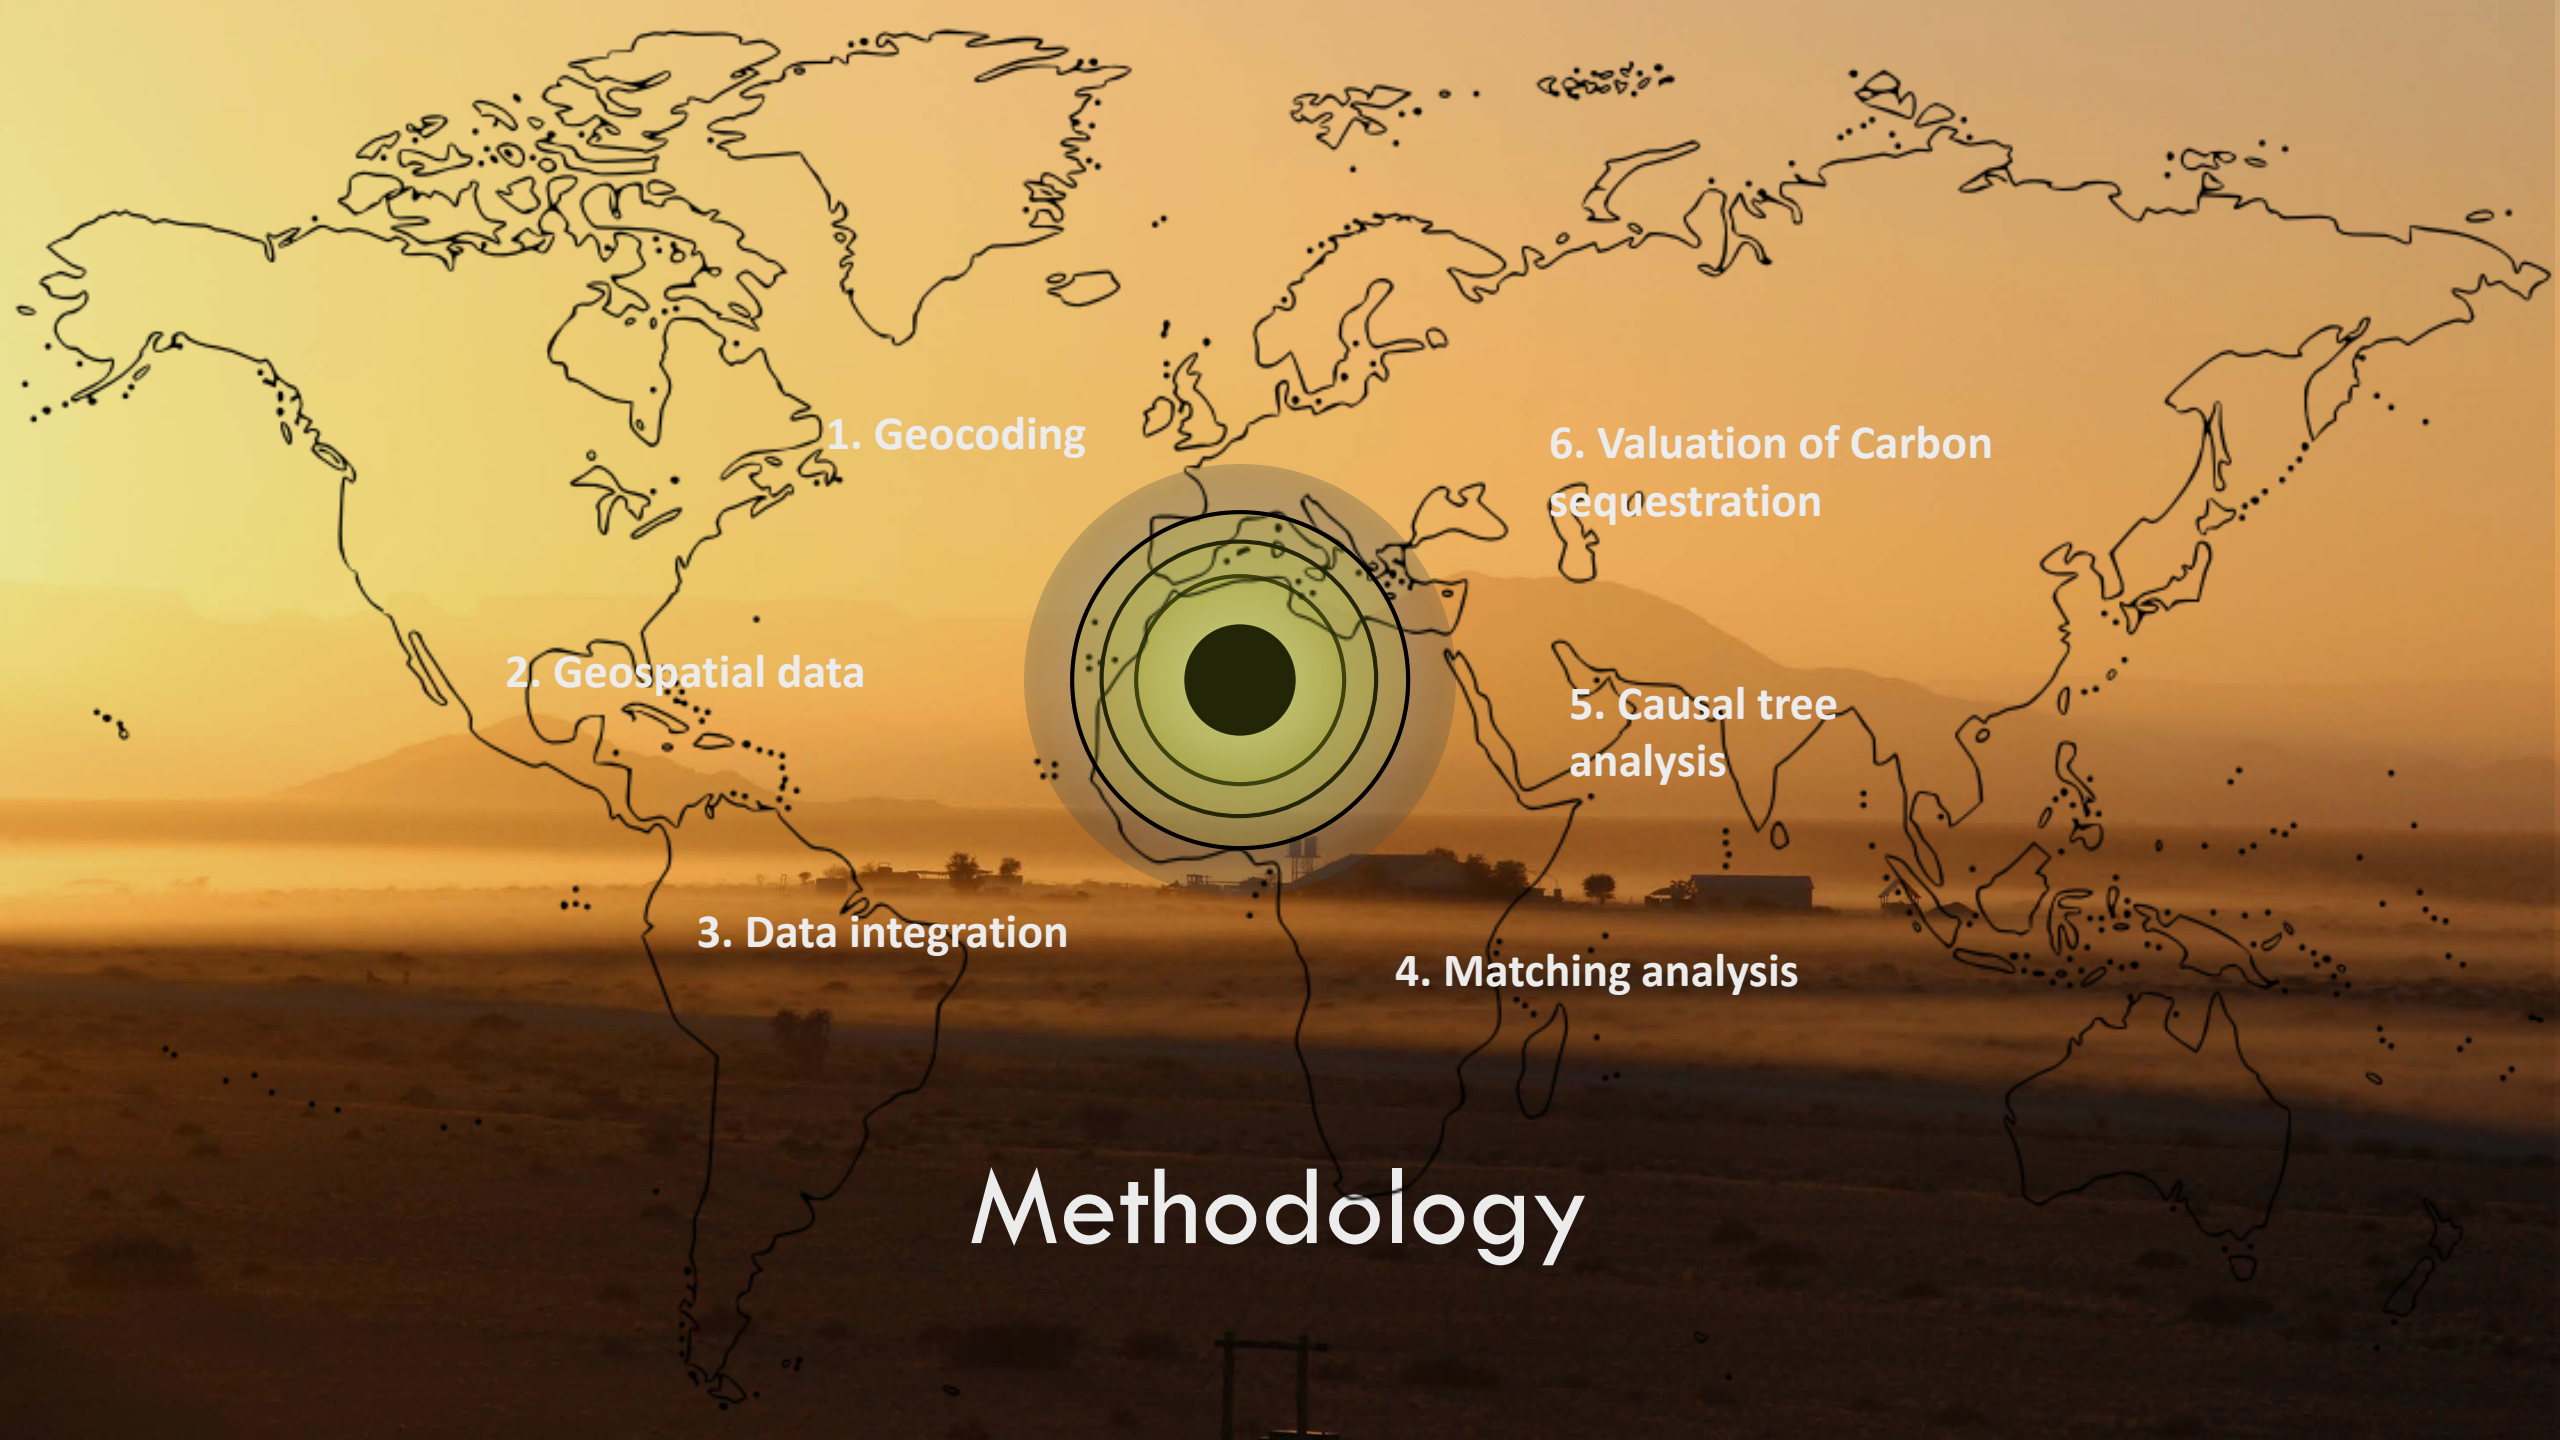 1. Geocoding
2. Geospatial data
3. Data integration
4. Matching analysis
5. Causal tree
analysis
6. Valuation of Carbon
sequestration
Methodology